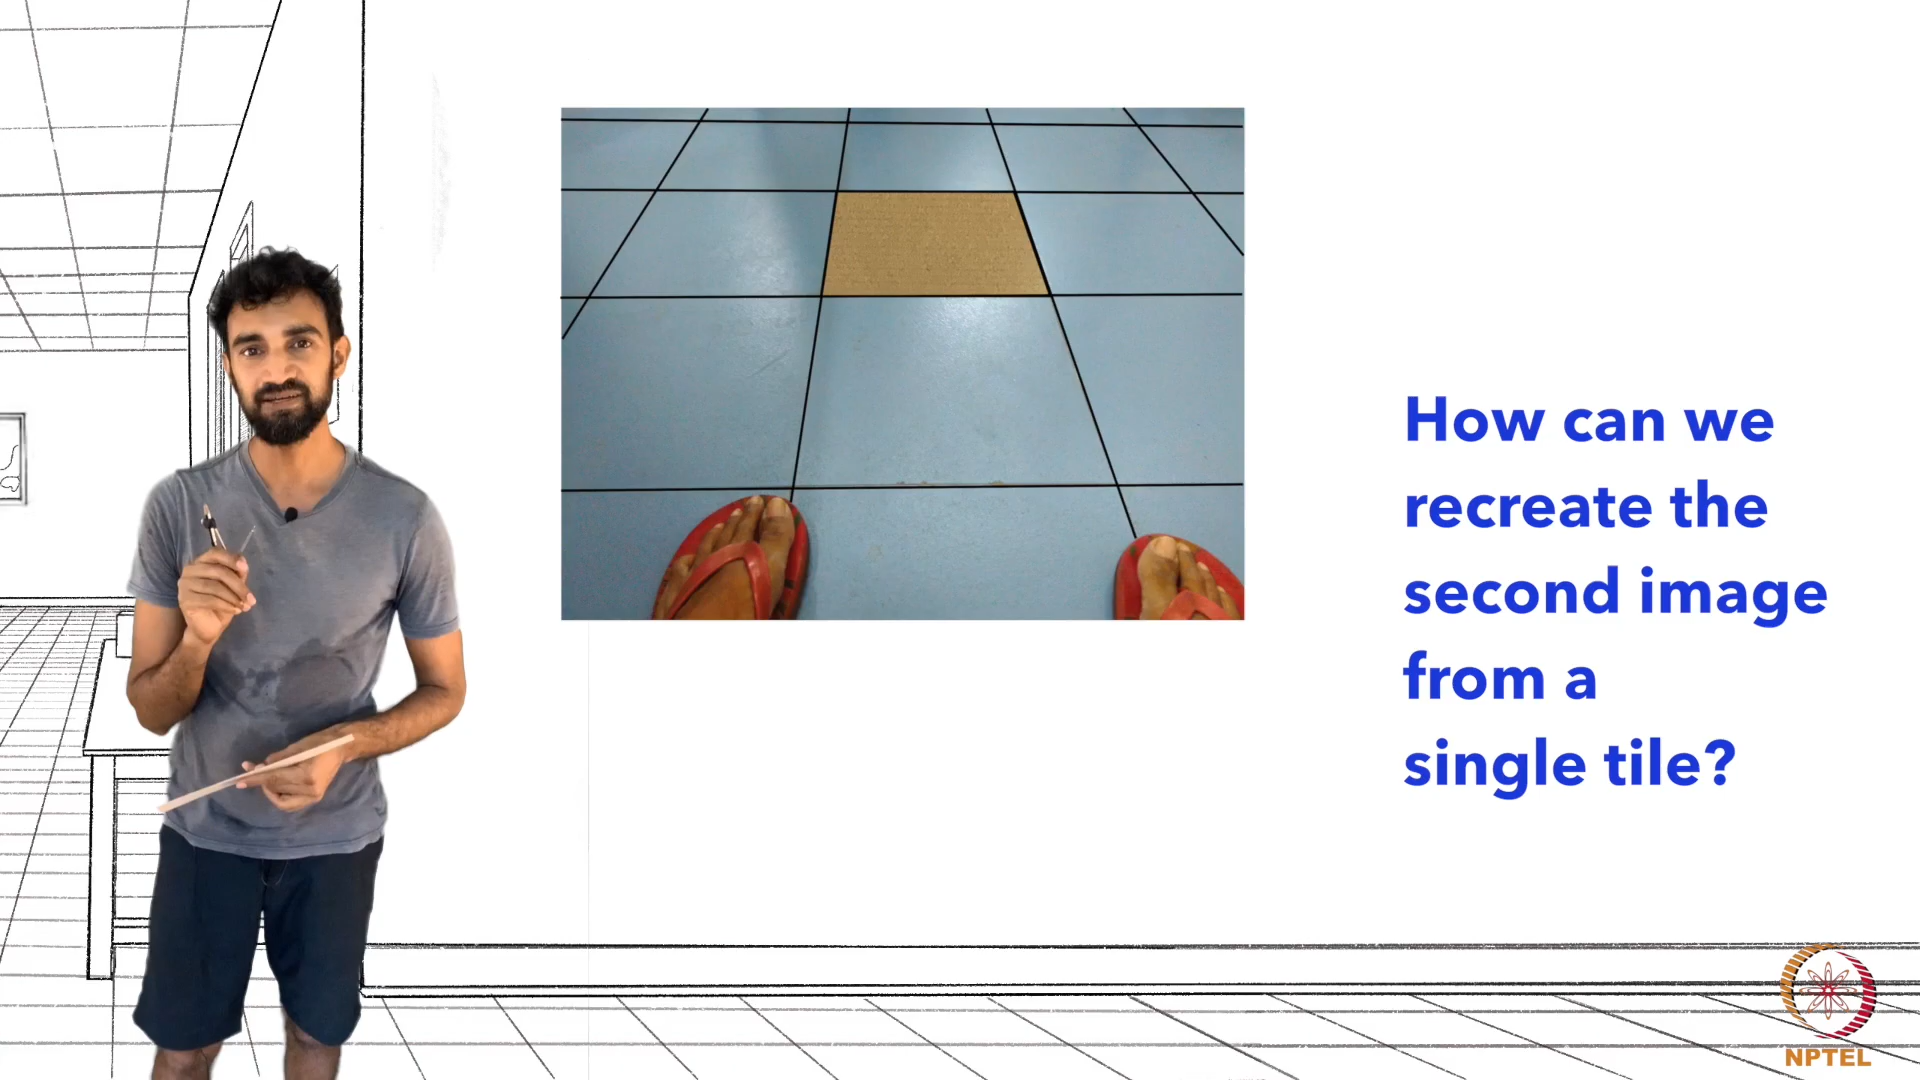 How can we
recreate the
second image
from a
single tile?
NPTEL